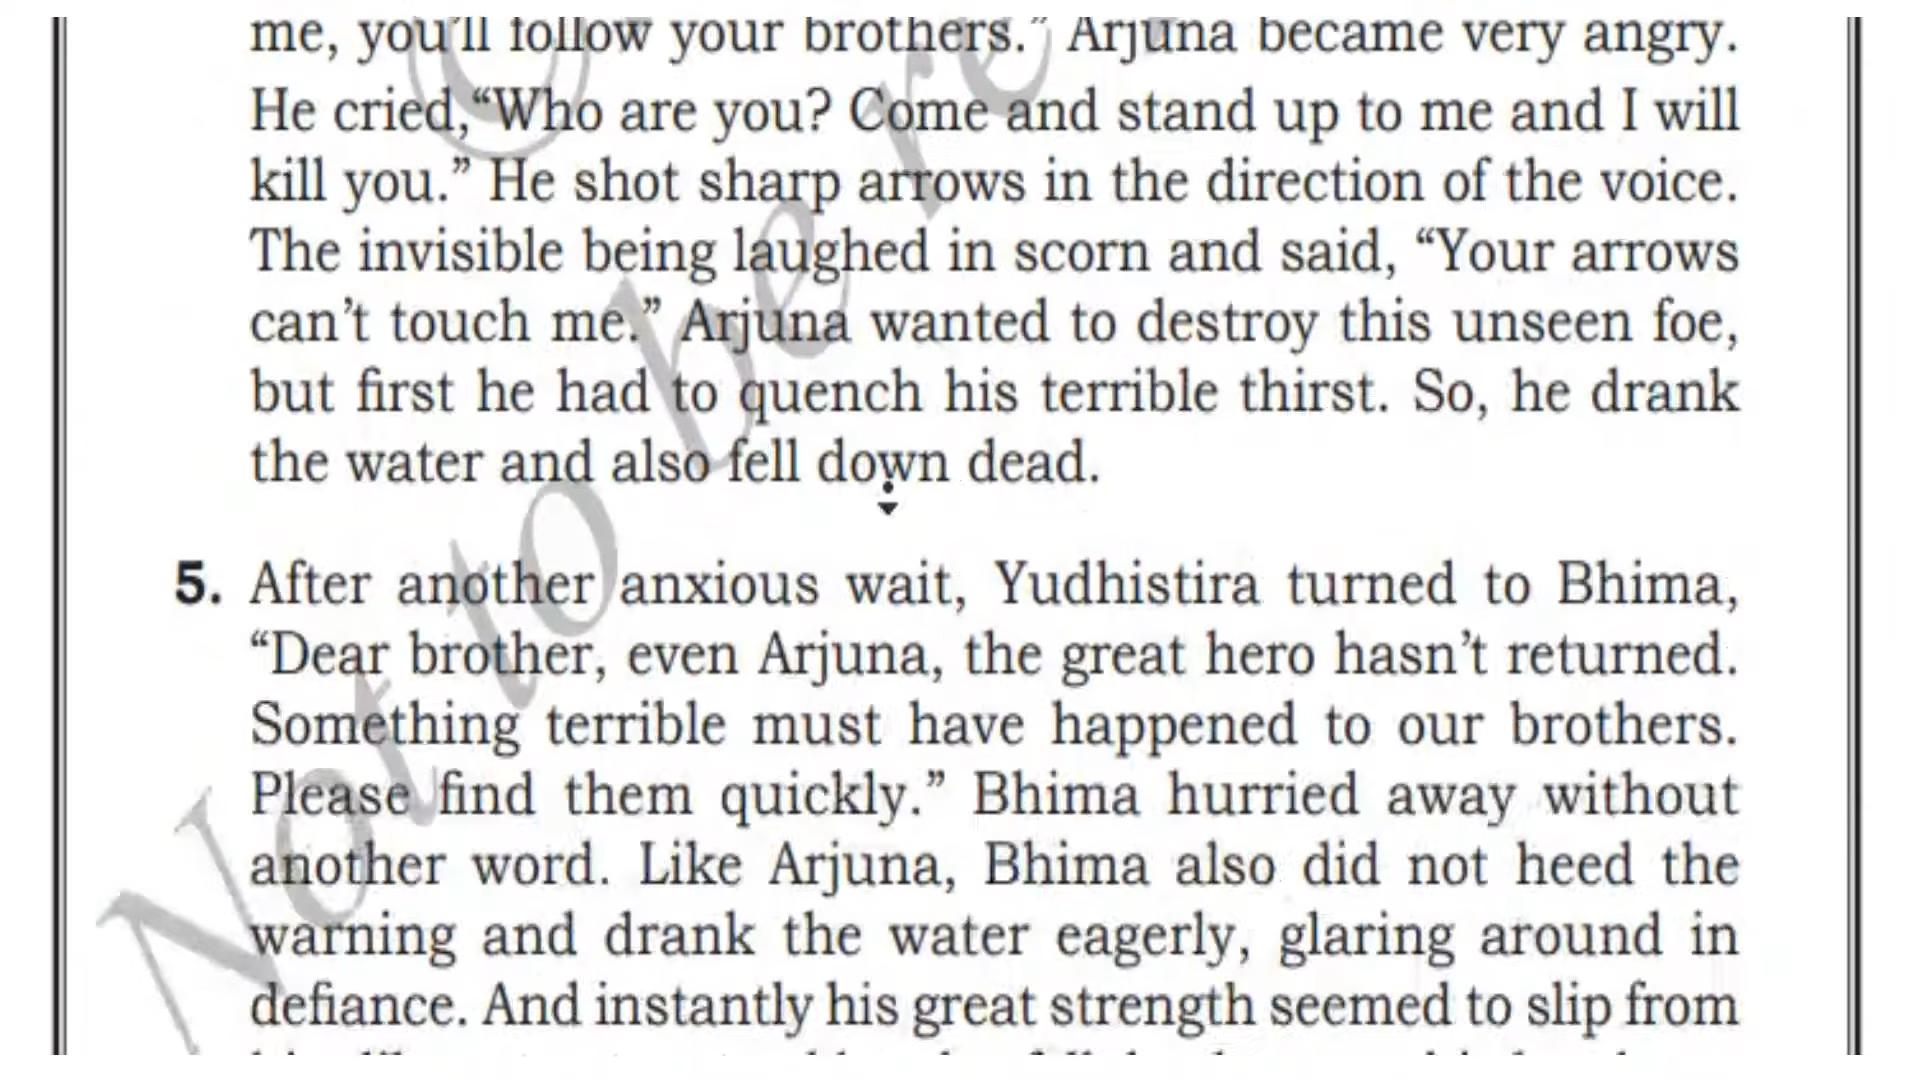 me, you'll follow your brothers." Arjuna became very angry.
He cried,“Who are you? Come and stand up to me and I will
kill you.” He shot sharp arrows in the direction of the voice.
The invisible being laughed in scorn and said, “Your arrows
can’t touch me.” Arjuna wanted to destroy this unseen foe,
but first he had to quench his terrible thirst. So, he drank
the water and also fell down dead.
5. After another anxious wait, Yudhistira turned to Bhima,
“Dear brother, even Arjuna, the great hero hasn’t returned.
Something terrible must have happened to our brothers.
Please find them quickly.” Bhima hurried away without
another word. Like Arjuna, Bhima also did not heed the
warning and drank the water eagerly, glaring around in
defiance. And instantly his great strength seemed to slip from
© Not to be re